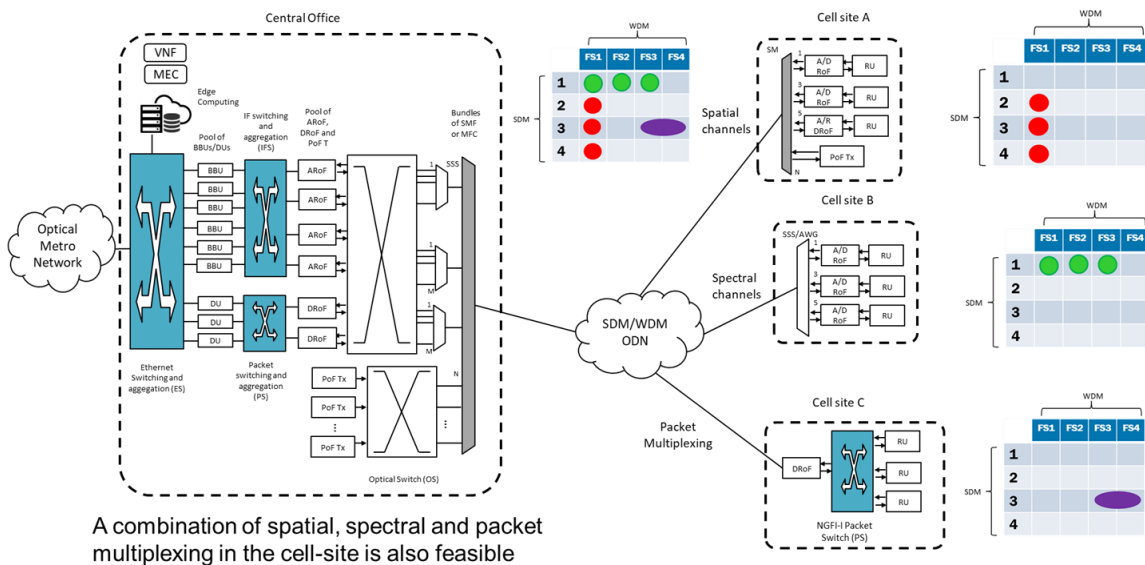 Central Office
VNF
MEC
Edge
Computing
Pool of
BBUs/DUs
IF switching
and
aggregation
(IFS)
Pool of
ARoF,
DRoF and
PoF T
Bundles of
SMF or MFC
SSS
Optical
Metro
Network
BBU
BBU
BBU
BBU
BBU
BBU
DU
DU
DU
ARoF
ARoF
ARoF
ARoF
DRoF
DRoF
1
1
M
1
M
N
Ethernet
Switching and
aggegation (ES)
Packet
switching and
aggregation (PS)
PoF Tx
PoF Tx
PoF Tx
Optical Switch (OS)
WDM
FS1 FS2 FS3 FS4
SDM
1
2
3
4
SDM/WDM
ODN
Spatial
channels
Spectral
channels
Packet
Multiplexing
Cell site A
SM
1
A/D
RoF
RU
3
A/D
RoF
RU
5
A/R
DRoF
RU
PoF Tx
N
WDM
FS1 FS2 FS3 FS4
SDM
1
2
3
4
Cell site B
SSS/AWG
1
A/D
RoF
RU
3
A/D
RoF
RU
5
A/D
RoF
RU
WDM
FS1 FS2 FS3 FS4
SDM
1
2
3
4
Cell site C
DRoF
RU
RU
RU
NGFI-I Packet
Switch (PS)
WDM
FS1 FS2 FS3 FS4
SDM
1
2
3
4
A combination of spatial, spectral and packet
multiplexing in the cell-site is also feasible